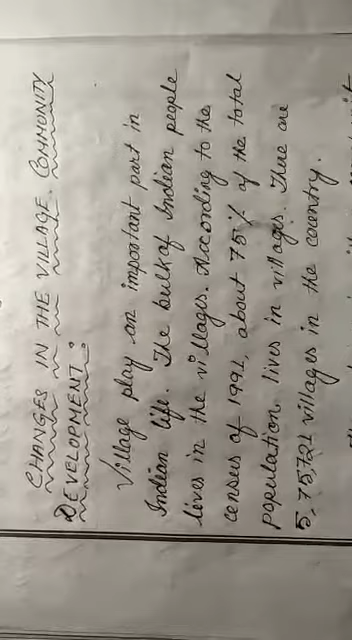 CHANGES IN THE VILLAGE COMMUNITY
DEVELOPMENT :
Village play an important part in
Indian life. The bulk of Indian people
lives in the villages. According to the
census of 1991, about 75% of the total
population lives in villages. There are
5,75,721 villages in the country.